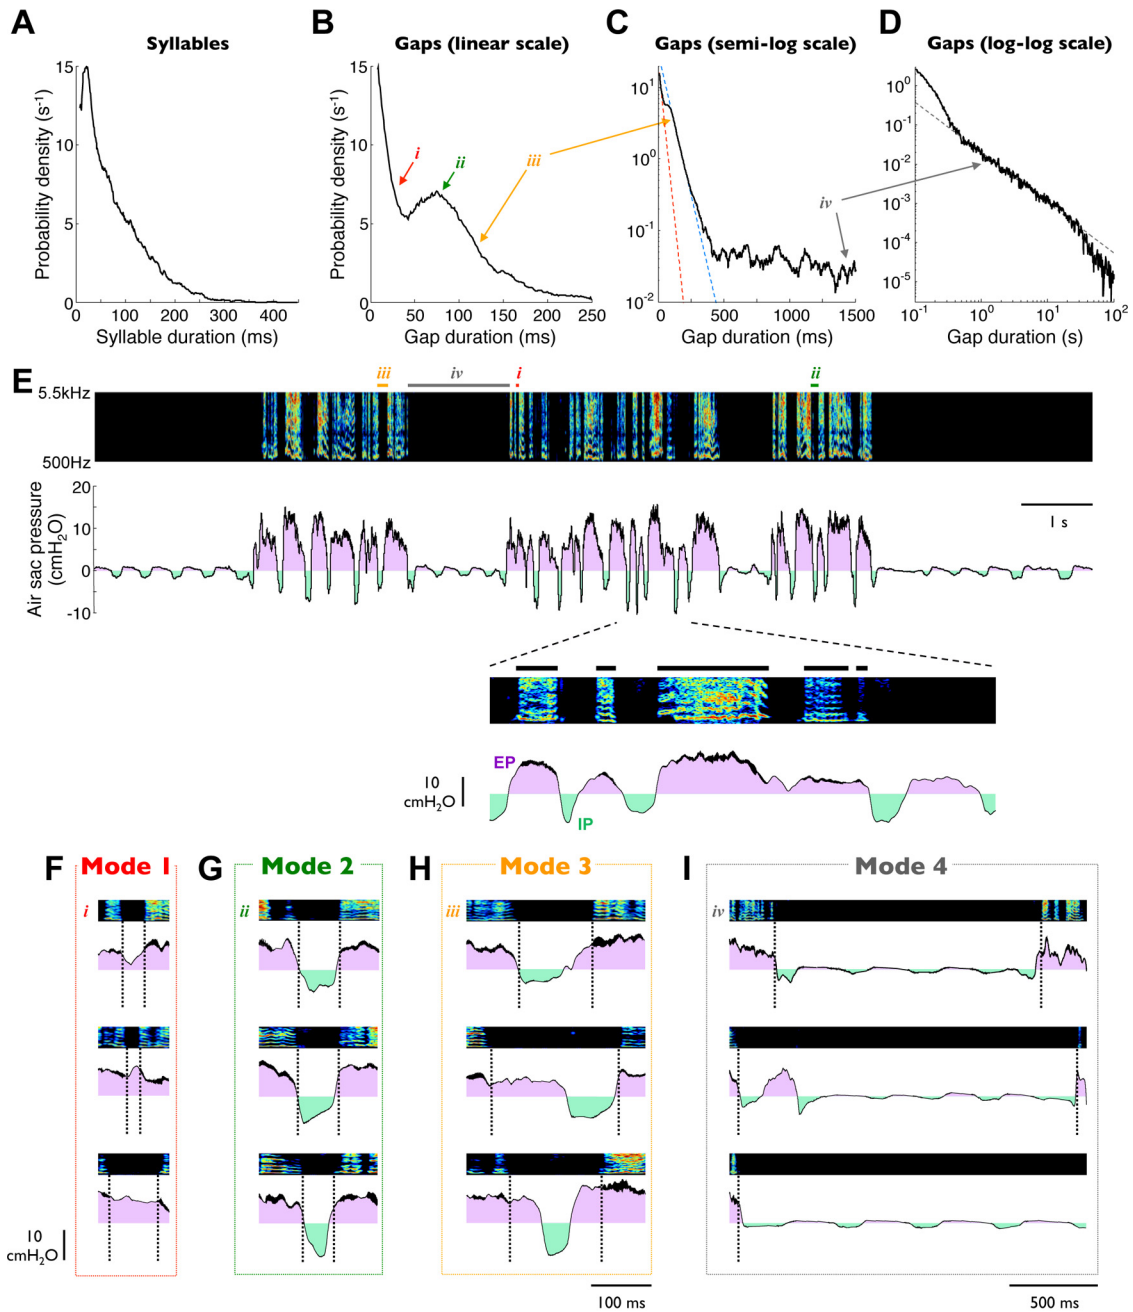 A
Syllables
Probability density (s-1)
15
10
5
0
0 100 200 300 400
Syllable duration (ms)
B
Gaps (linear scale)
Probability density (s-1)
15
10
5
0
0 50 100 150 200 250
Gap duration (ms)
i
ii
iii
C
Gaps (semi-log scale)
10^1
10^0
10^-1
10^-2
0 500 1000 1500
Gap duration (ms)
iv
D
Gaps (log-log scale)
10^0
10^-1
10^-2
10^-3
10^-4
10^-5
10^-1 10^0 10^1 10^2
Gap duration (s)
E
iii iv i ii
5.5kHz
500Hz
Air sac pressure
(cmH2O)
20
10
0
-10
1 s
10
cmH2O
EP
IP
F
Mode 1
i
G
Mode 2
ii
H
Mode 3
iii
I
Mode 4
iv
10
cmH2O
100 ms
500 ms